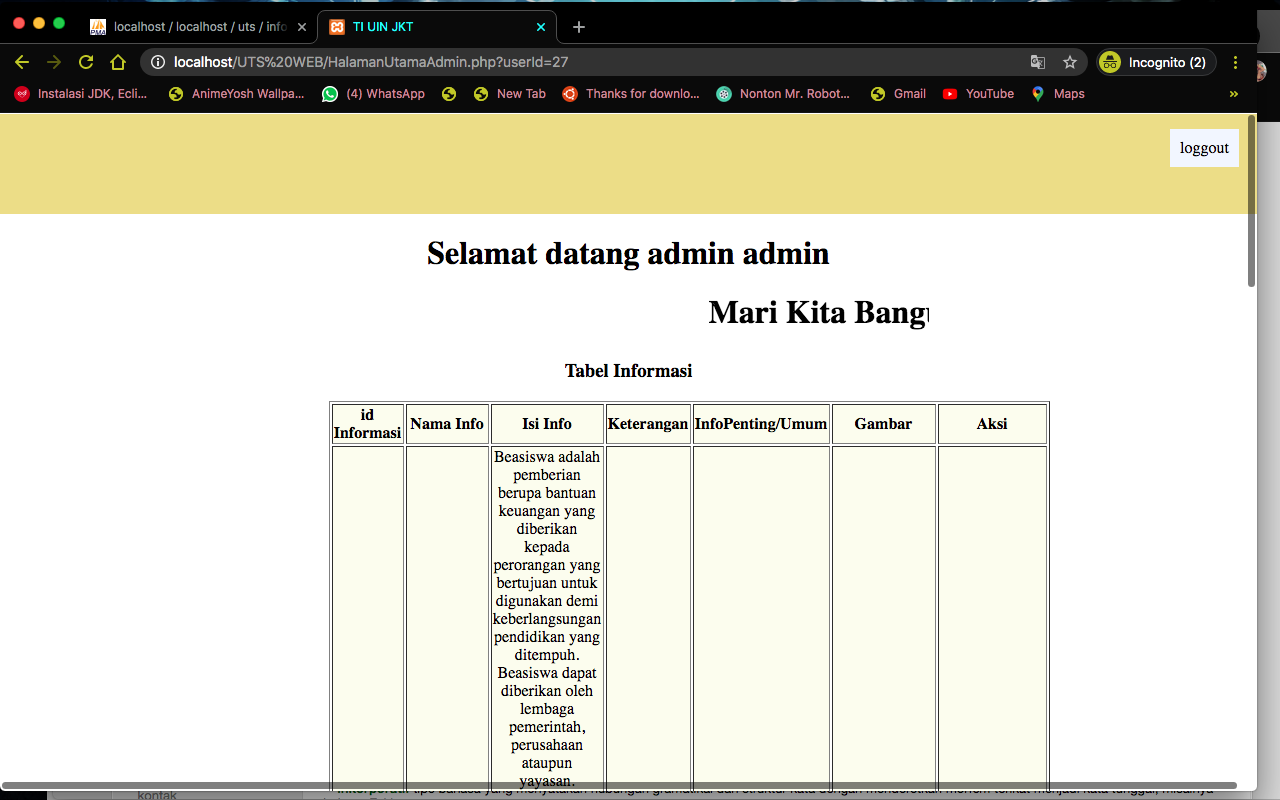 localhost / localhost / uts / info
TI UIN JKT
localhost/UTS%20WEB/HalamanUtamaAdmin.php?userId=27
Incognito (2)
Instalasi JDK, Ecli...
AnimeYosh Wallpa...
(4) WhatsApp
New Tab
Thanks for downlo...
Nonton Mr. Robot...
Gmail
YouTube
Maps
»
loggout
Selamat datang admin admin
Mari Kita Bang
Tabel Informasi
id Informasi
Nama Info
Isi Info
Keterangan
InfoPenting/Umum
Gambar
Aksi
Beasiswa adalah
pemberian
berupa bantuan
keuangan yang
diberikan
kepada
perorangan yang
bertujuan untuk
digunakan demi
keberlangsungan
pendidikan yang
ditempuh.
Beasiswa dapat
diberikan oleh
lembaga
pemerintah,
perusahaan
ataupun
yayasan.
kontak